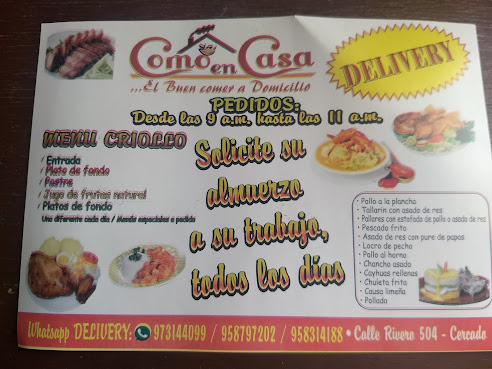 Como en Casa
...El Buen comer a Domicilio
DELIVERY
PEDIDOS:
Desde las 9 a.m. hasta las 11 a.m.
MENU CRIOLLO
/ Entrada
/ Plato de fondo
/ Postre
/ Jugo de frutas natural
/ Platos de fondo
Una diferente cada día / Menús especiales a pedido
Solicite su
almuerzo
a su trabajo,
todos los días
• Pollo a la plancha
• Tallarin con asado de res
• Pallares con estofado de pollo o asado de res
• Pescado frito
• Asado de res con pure de papas
• Locro de pecho
• Pollo al horno
• Chancho asado
• Cayhuas rellenas
• Chuleta frita
• Causa limeña
• Pollada
Whatsapp DELIVERY: 973144099 / 958797202 / 958314188 • Calle Rivero 504 - Cercado